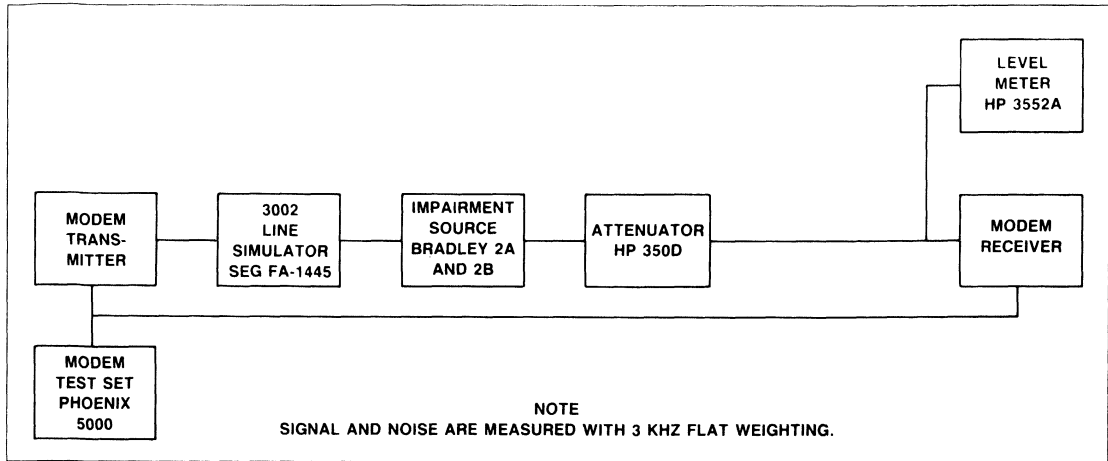 LEVEL
METER
HP 3552A
MODEM
TRANS-
MITTER
3002
LINE
SIMULATOR
SEG FA-1445
IMPAIRMENT
SOURCE
BRADLEY 2A
AND 2B
ATTENUATOR
HP 350D
MODEM
RECEIVER
MODEM
TEST SET
PHOENIX
5000
NOTE
SIGNAL AND NOISE ARE MEASURED WITH 3 KHZ FLAT WEIGHTING.